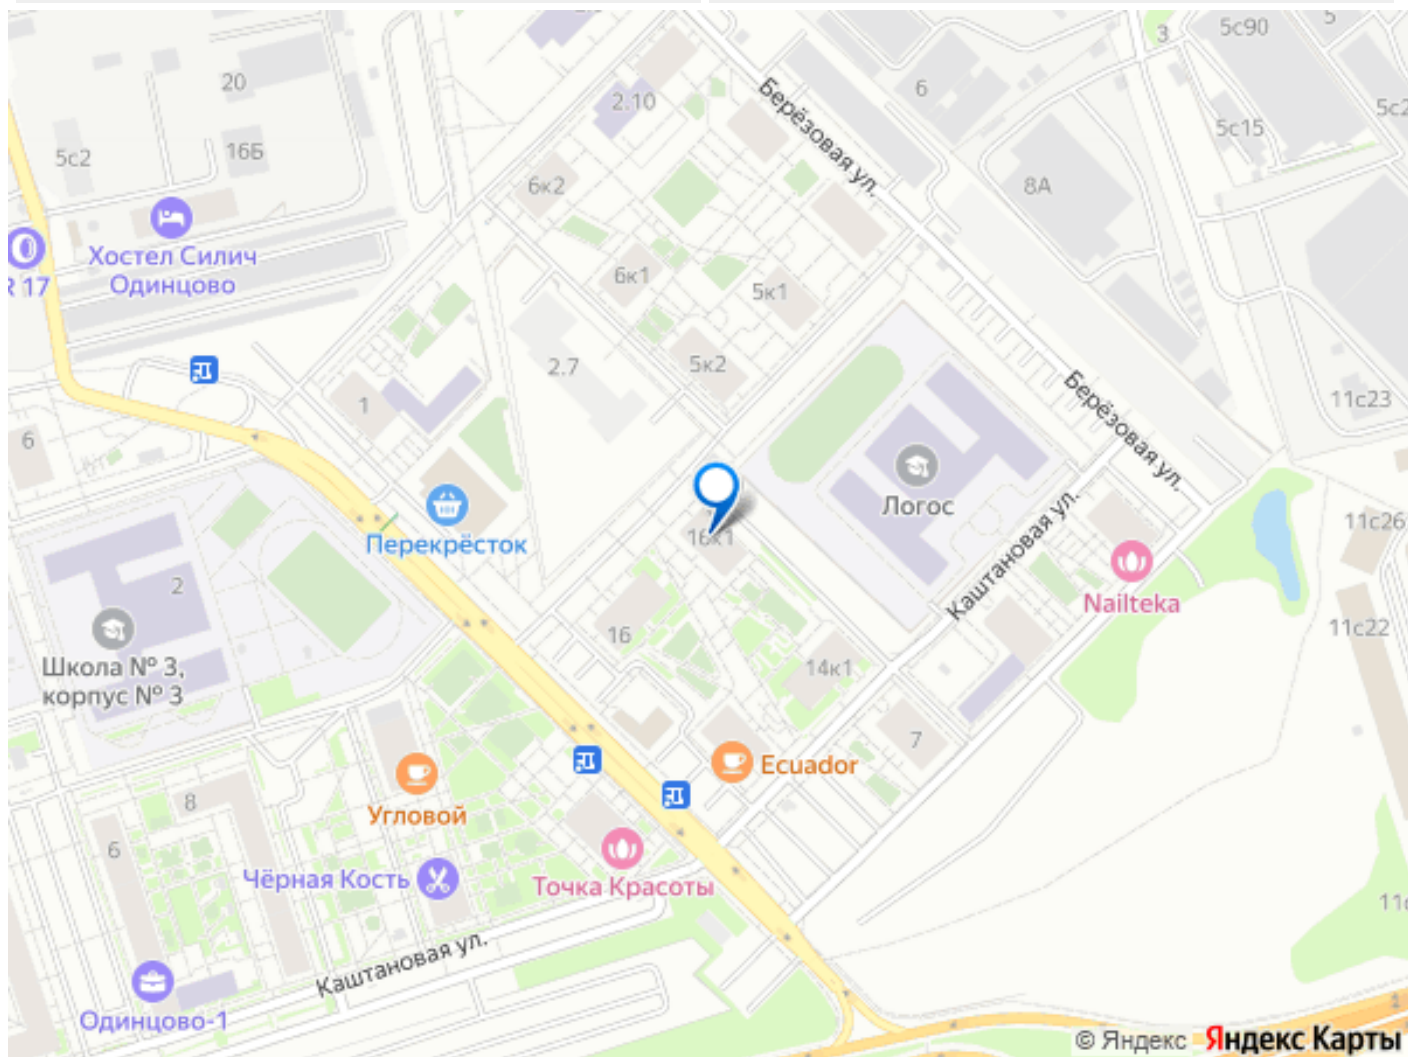 5с90
5
3
20
2.10
6
5с2
Берёзовая ул.
5с15
5с2
16Б
6к2
8А
Хостел Силич
Одинцово
R 17
6к1
5к1
2.7
5к2
1
11с23
6
Берёзовая ул.
Логос
16к1
Перекрёсток
11с26
Каштановая ул.
2
Nailteka
16
11с22
Школа № 3,
корпус № 3
14к1
7
Ecuador
8
Угловой
6
Чёрная Кость
Точка Красоты
Каштановая ул.
Одинцово-1
© Яндекс Яндекс Карты